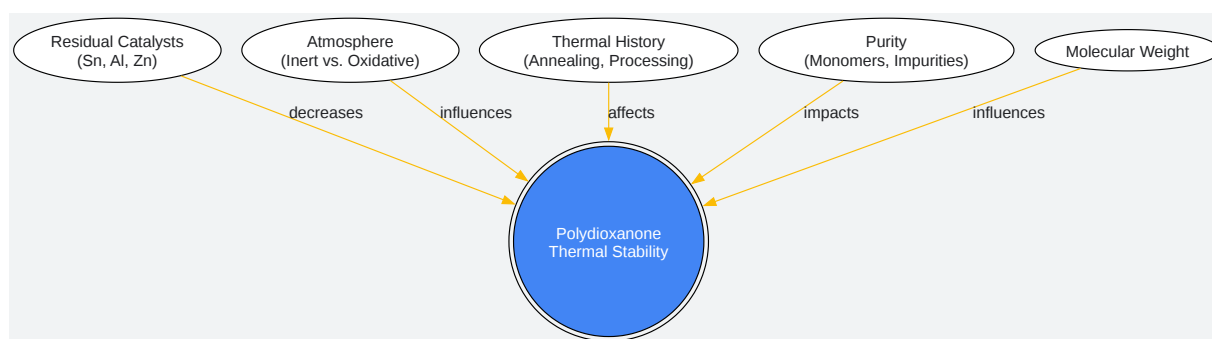 Residual Catalysts
(Sn, Al, Zn)
Atmosphere
(Inert vs. Oxidative)
Thermal History
(Annealing, Processing)
Purity
(Monomers, Impurities)
Molecular Weight
decreases
influences
affects
impacts
influences
Polydioxanone
Thermal Stability